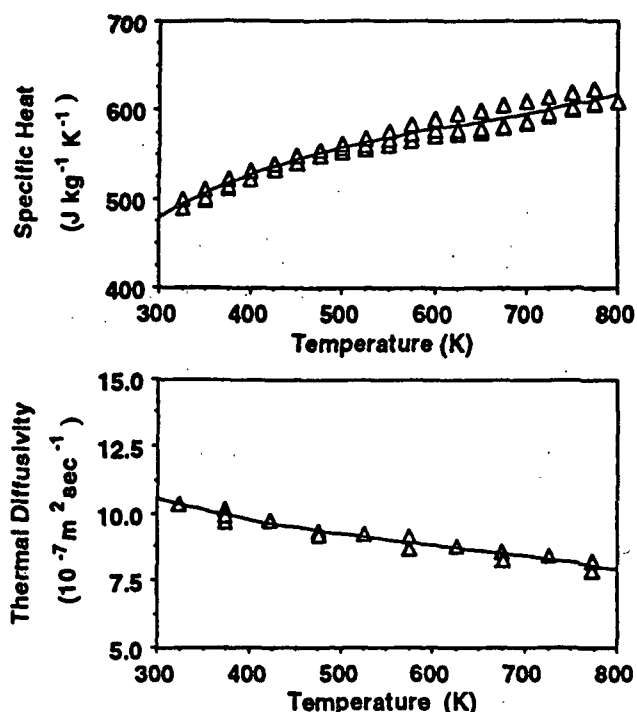 Specific Heat
(J kg⁻¹ K⁻¹)
700
600
500
400
300 400 500 600 700 800
Temperature (K)
Thermal Diffusivity
(10⁻⁷ m² sec⁻¹)
15.0
12.5
10.0
7.5
5.0
300 400 500 600 700 800
Temperature (K)